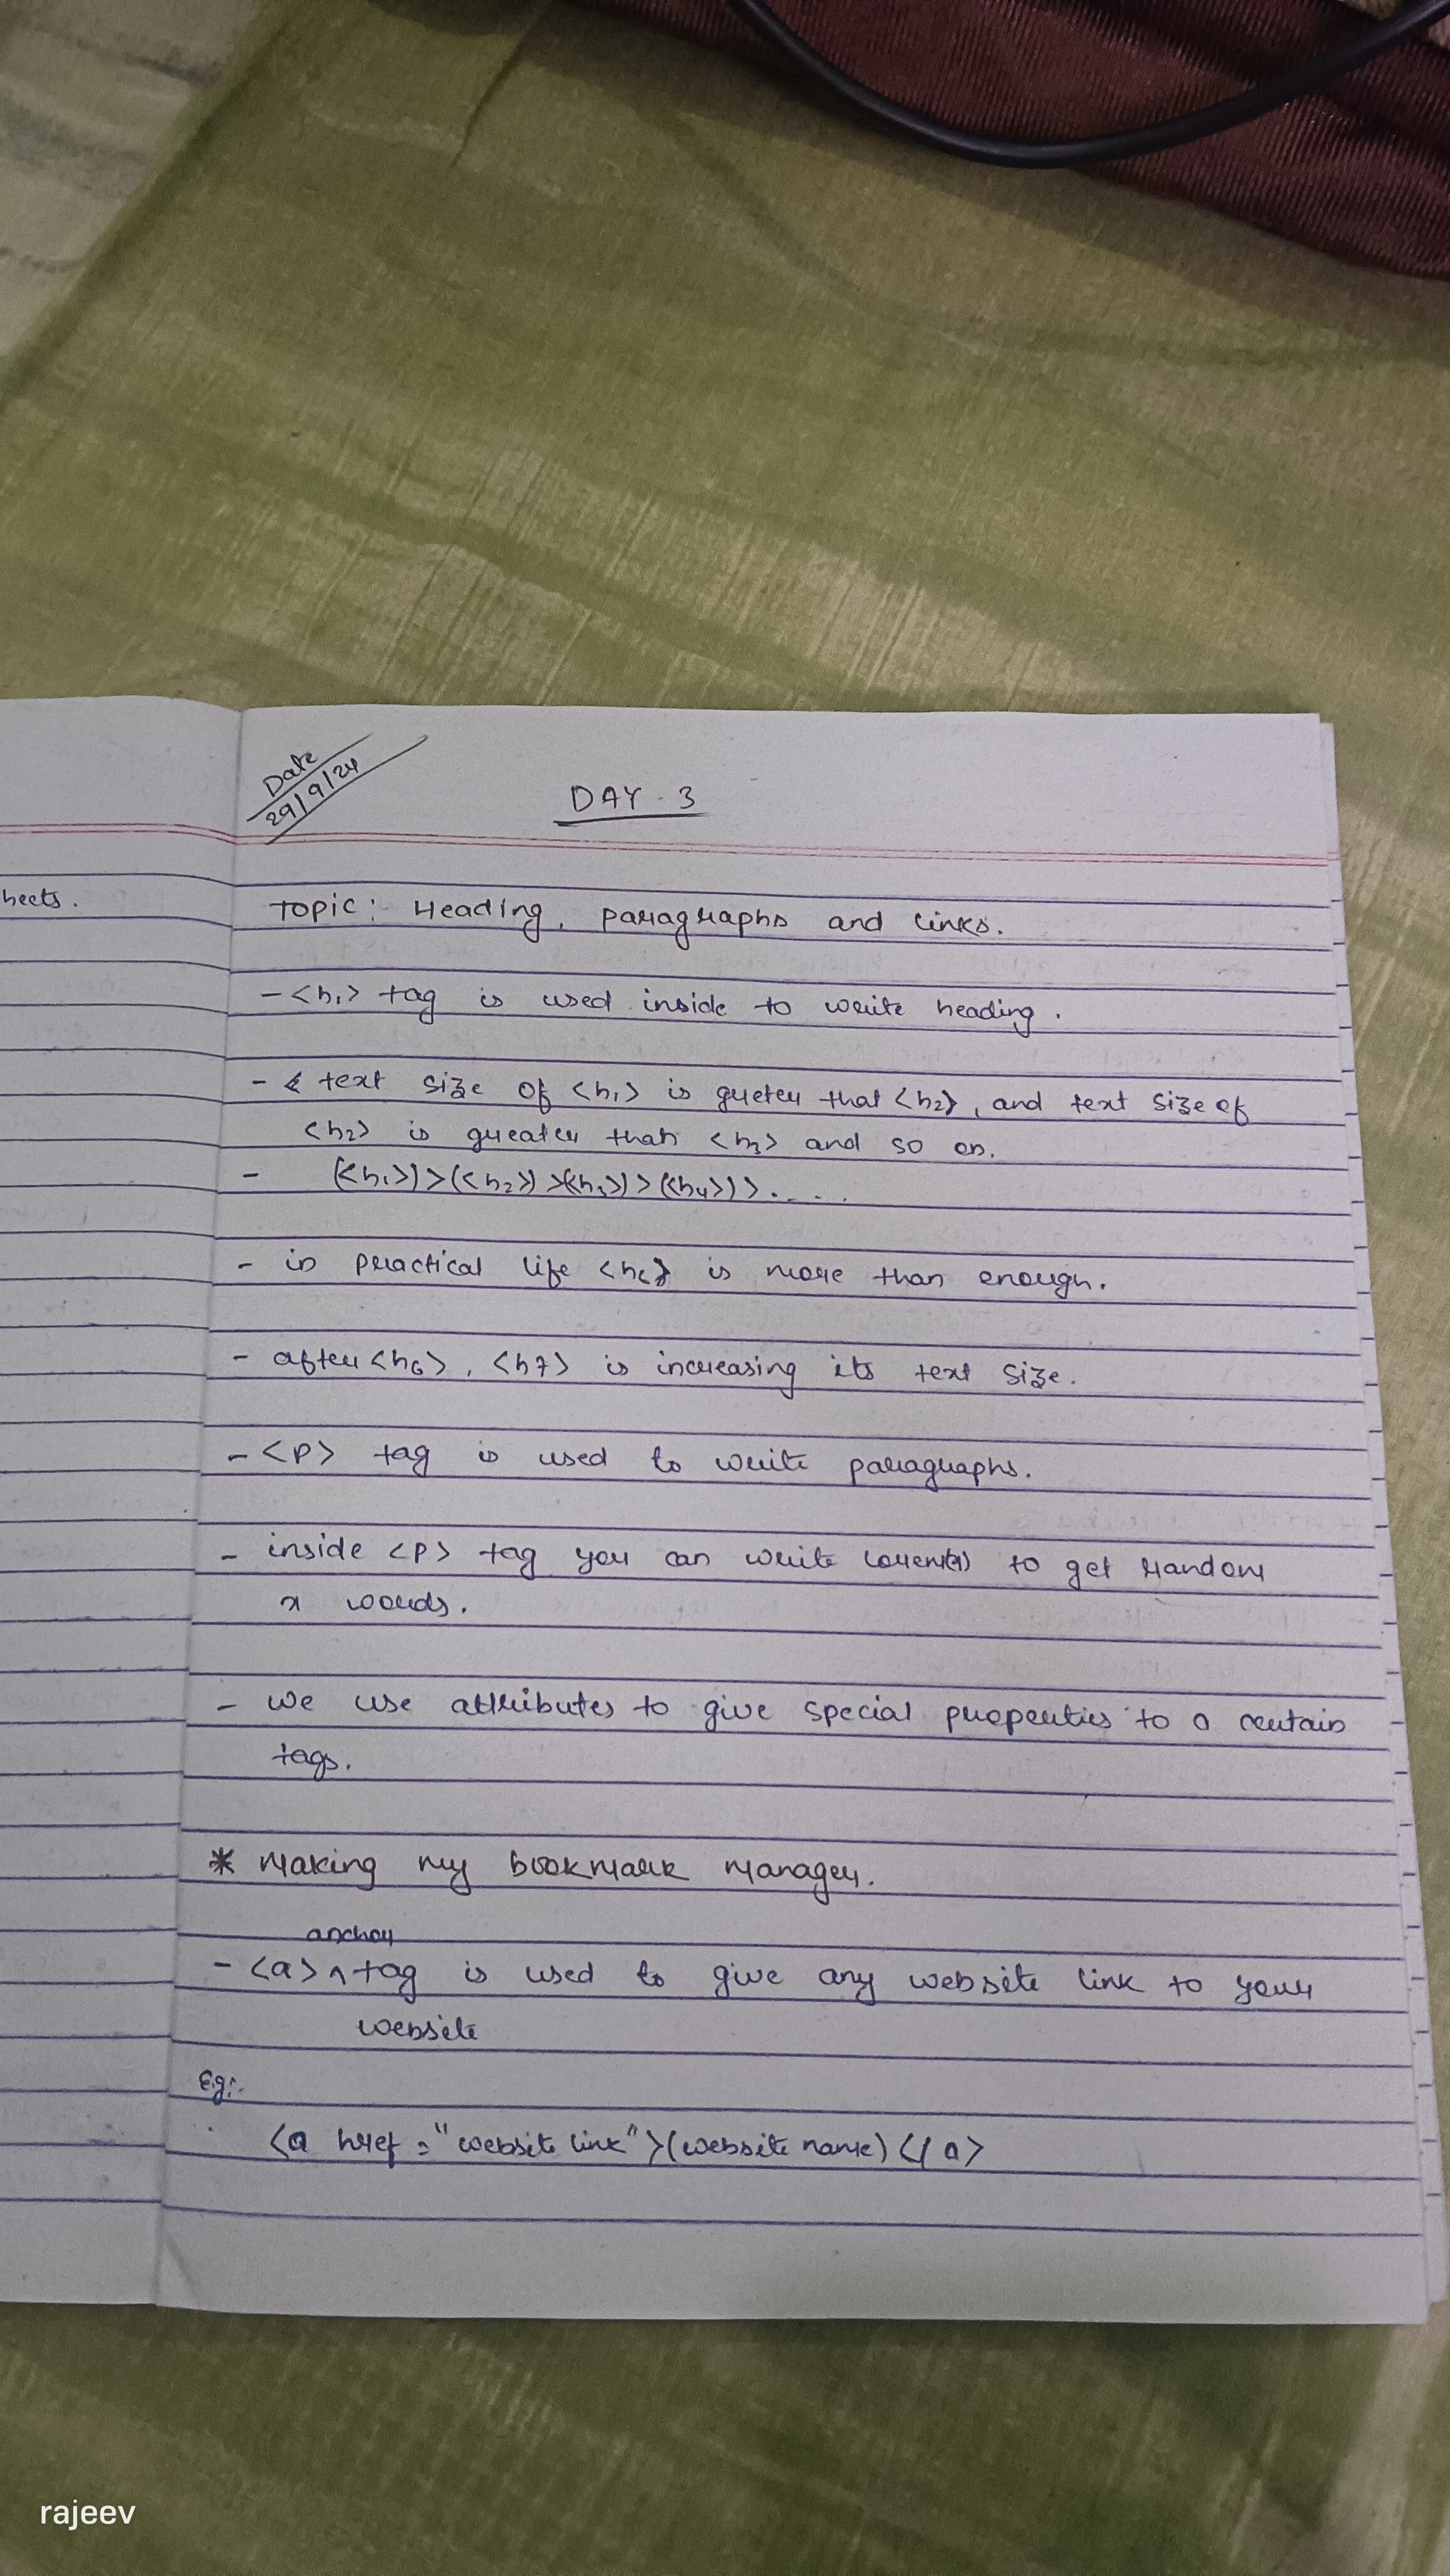 heets.
Date
29/9/24
DAY - 3
Topic: Heading, paragraphs and links.
- <h1> tag is used inside to write heading.
- text size of <h1> is greter that <h2>, and text size of
<h2> is greater than <h3> and so on.
- (<h1>) > (<h2>) > (<h3>) > (<h4>) > . . . .
- in practical life <h6> is more than enough.
- after <h6>, <h7> is increasing its text size.
- <P> tag is used to write paragraphs.
- inside <P> tag you can write to get random
x words.
- we use attributes to give special properties to a certain
tags.
* Making my bookmark manager.
anchor
- <a> ^ tag is used to give any website link to your
website
Eg:-
<a href = "website link">(website name)</a>
rajeev